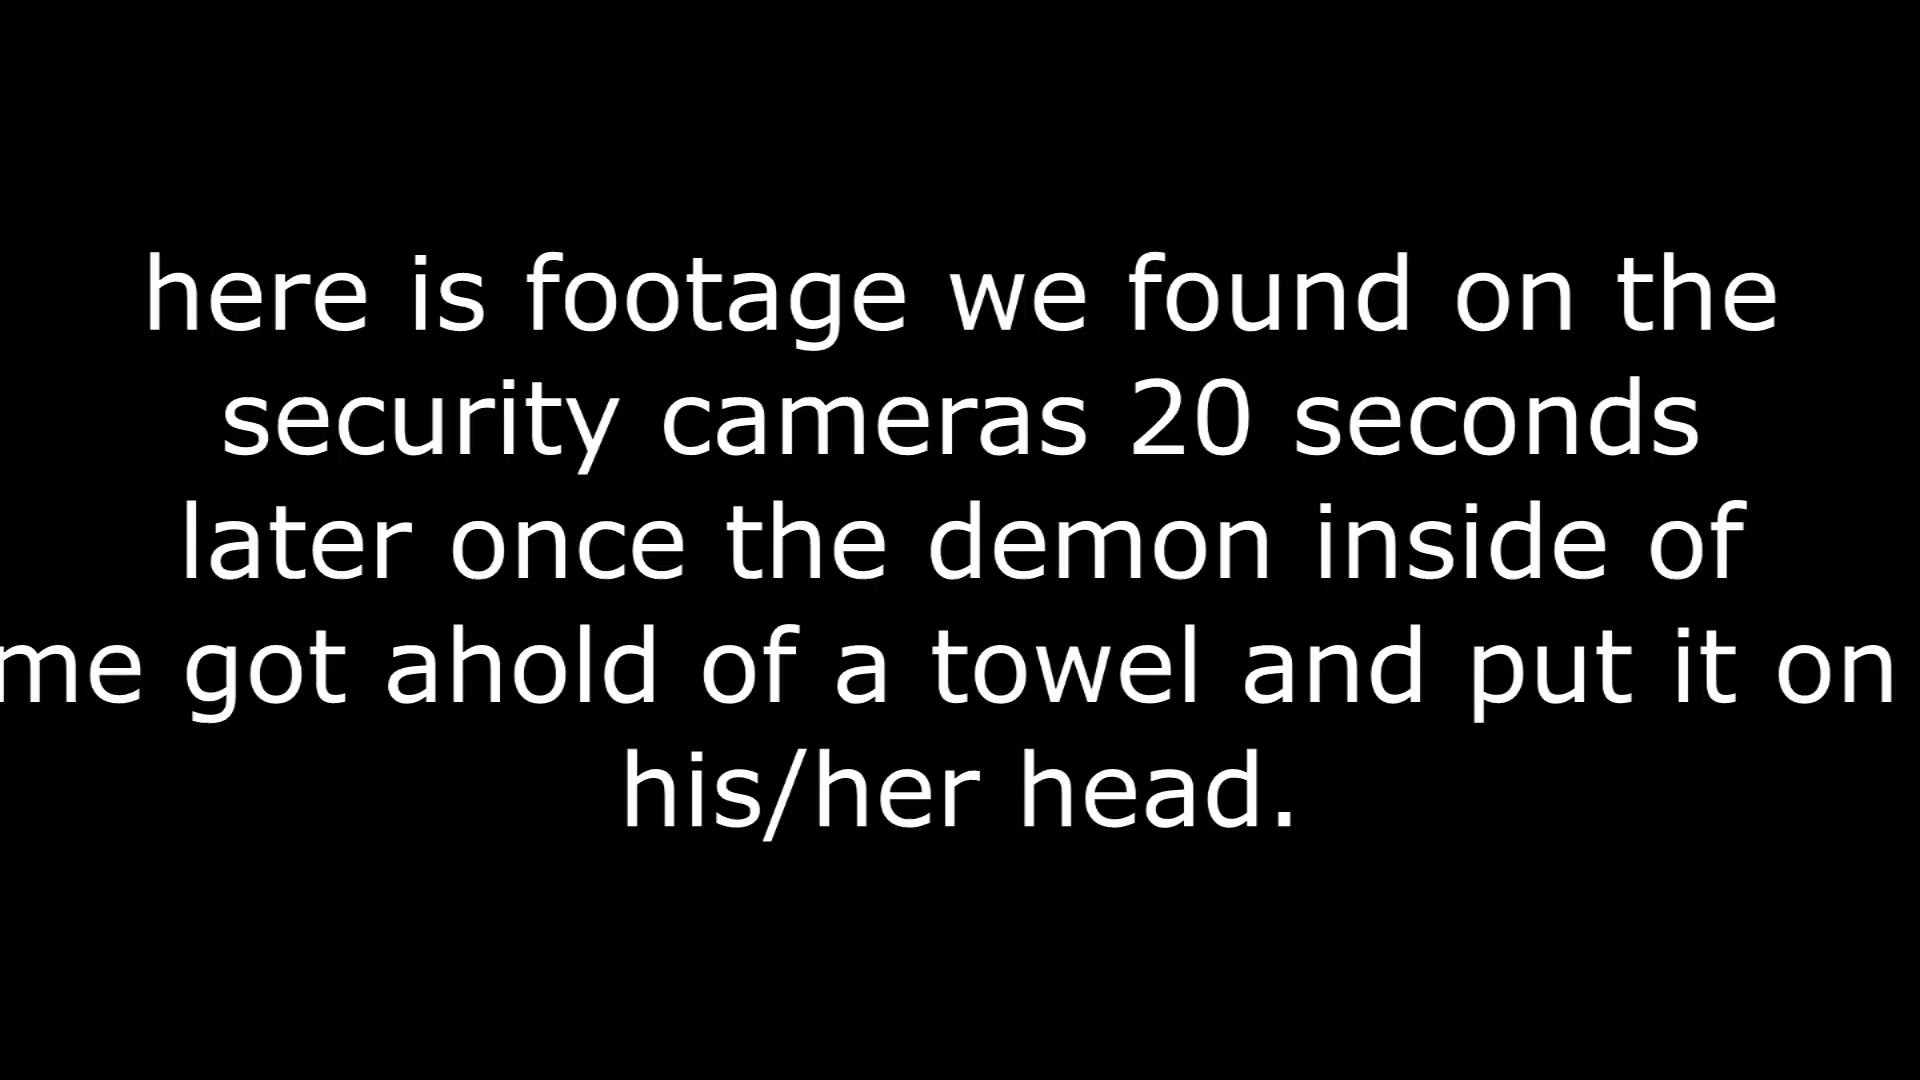 here is footage we found on the
security cameras 20 seconds
later once the demon inside of
me got ahold of a towel and put it on
his/her head.